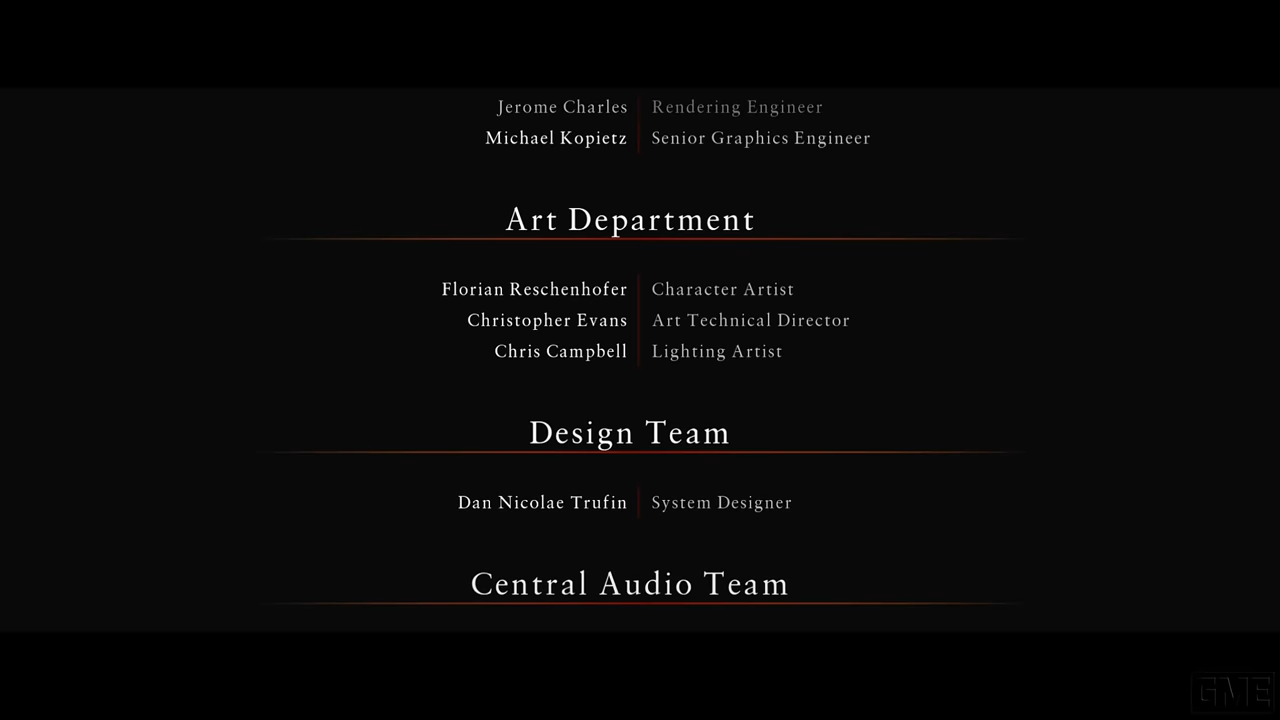 Jerome Charles Rendering Engineer
Michael Kopietz Senior Graphics Engineer
Art Department
Florian Reschenhofer Character Artist
Christopher Evans Art Technical Director
Chris Campbell Lighting Artist
Design Team
Dan Nicolae Trufin System Designer
Central Audio Team
GME